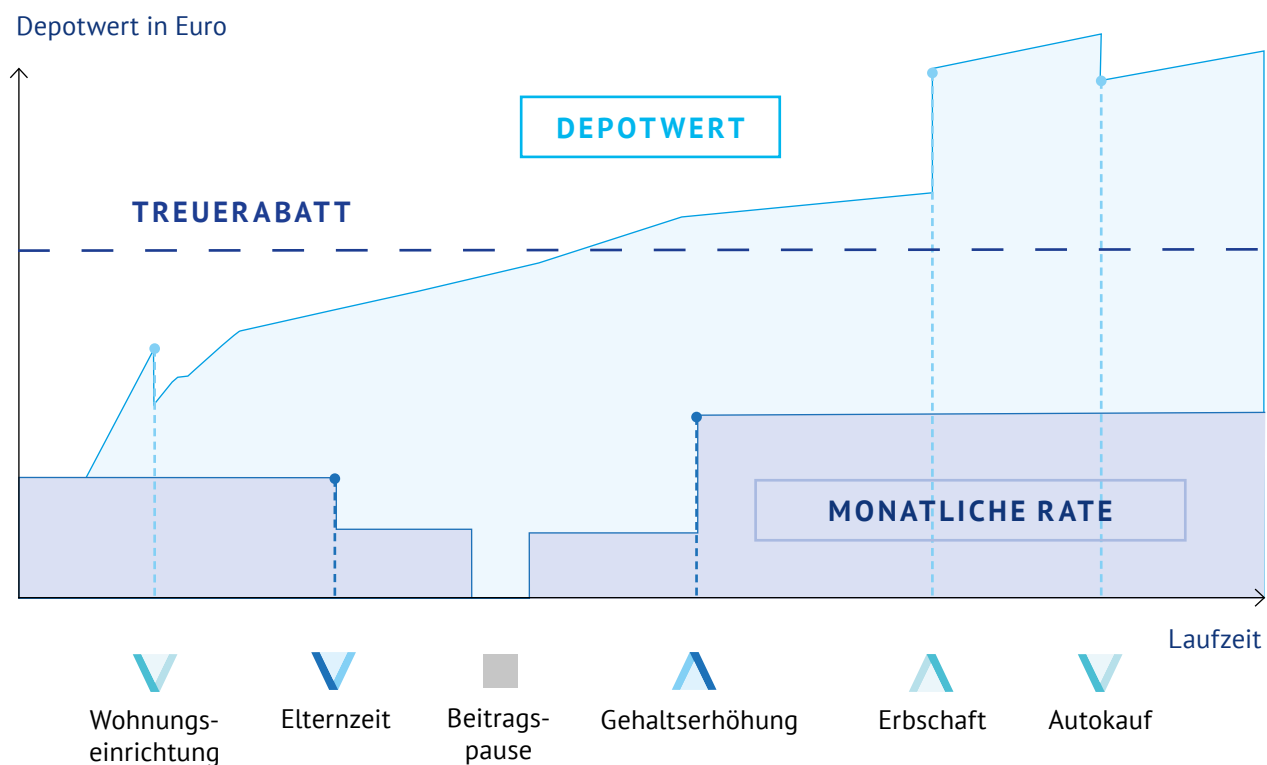 Depotwert in Euro
DEPOTWERT
TREUERABATT
MONATLICHE RATE
Laufzeit
Wohnungs-
einrichtung
Elternzeit
Beitrags-
pause
Gehaltserhöhung
Erbschaft
Autokauf